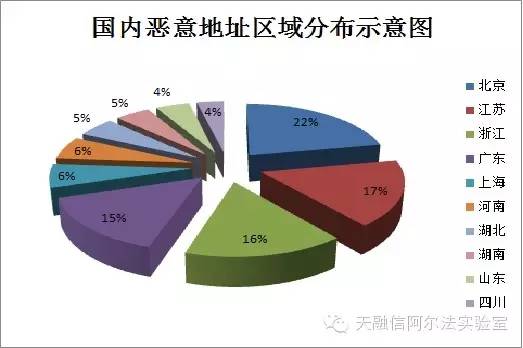 国内恶意地址区域分布示意图
4%
4%
5%
22%
5%
6%
6%
17%
15%
16%
北京
江苏
浙江
广东
上海
河南
湖北
湖南
山东
四川
天融信阿尔法实验室